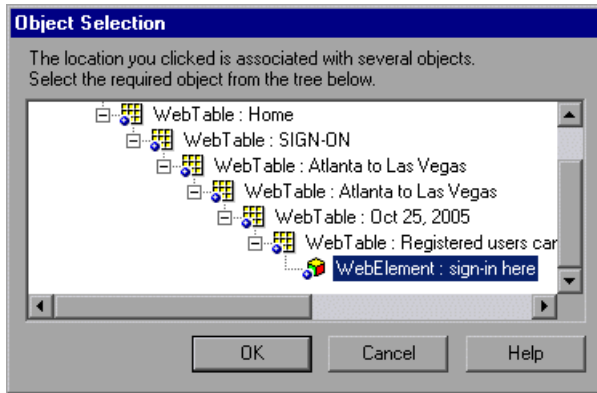 Object Selection
The location you clicked is associated with several objects.
Select the required object from the tree below.
WebTable : Home
WebTable : SIGN-ON
WebTable : Atlanta to Las Vegas
WebTable : Atlanta to Las Vegas
WebTable : Oct 25, 2005
WebTable : Registered users car
WebElement : sign-in here
OK Cancel Help